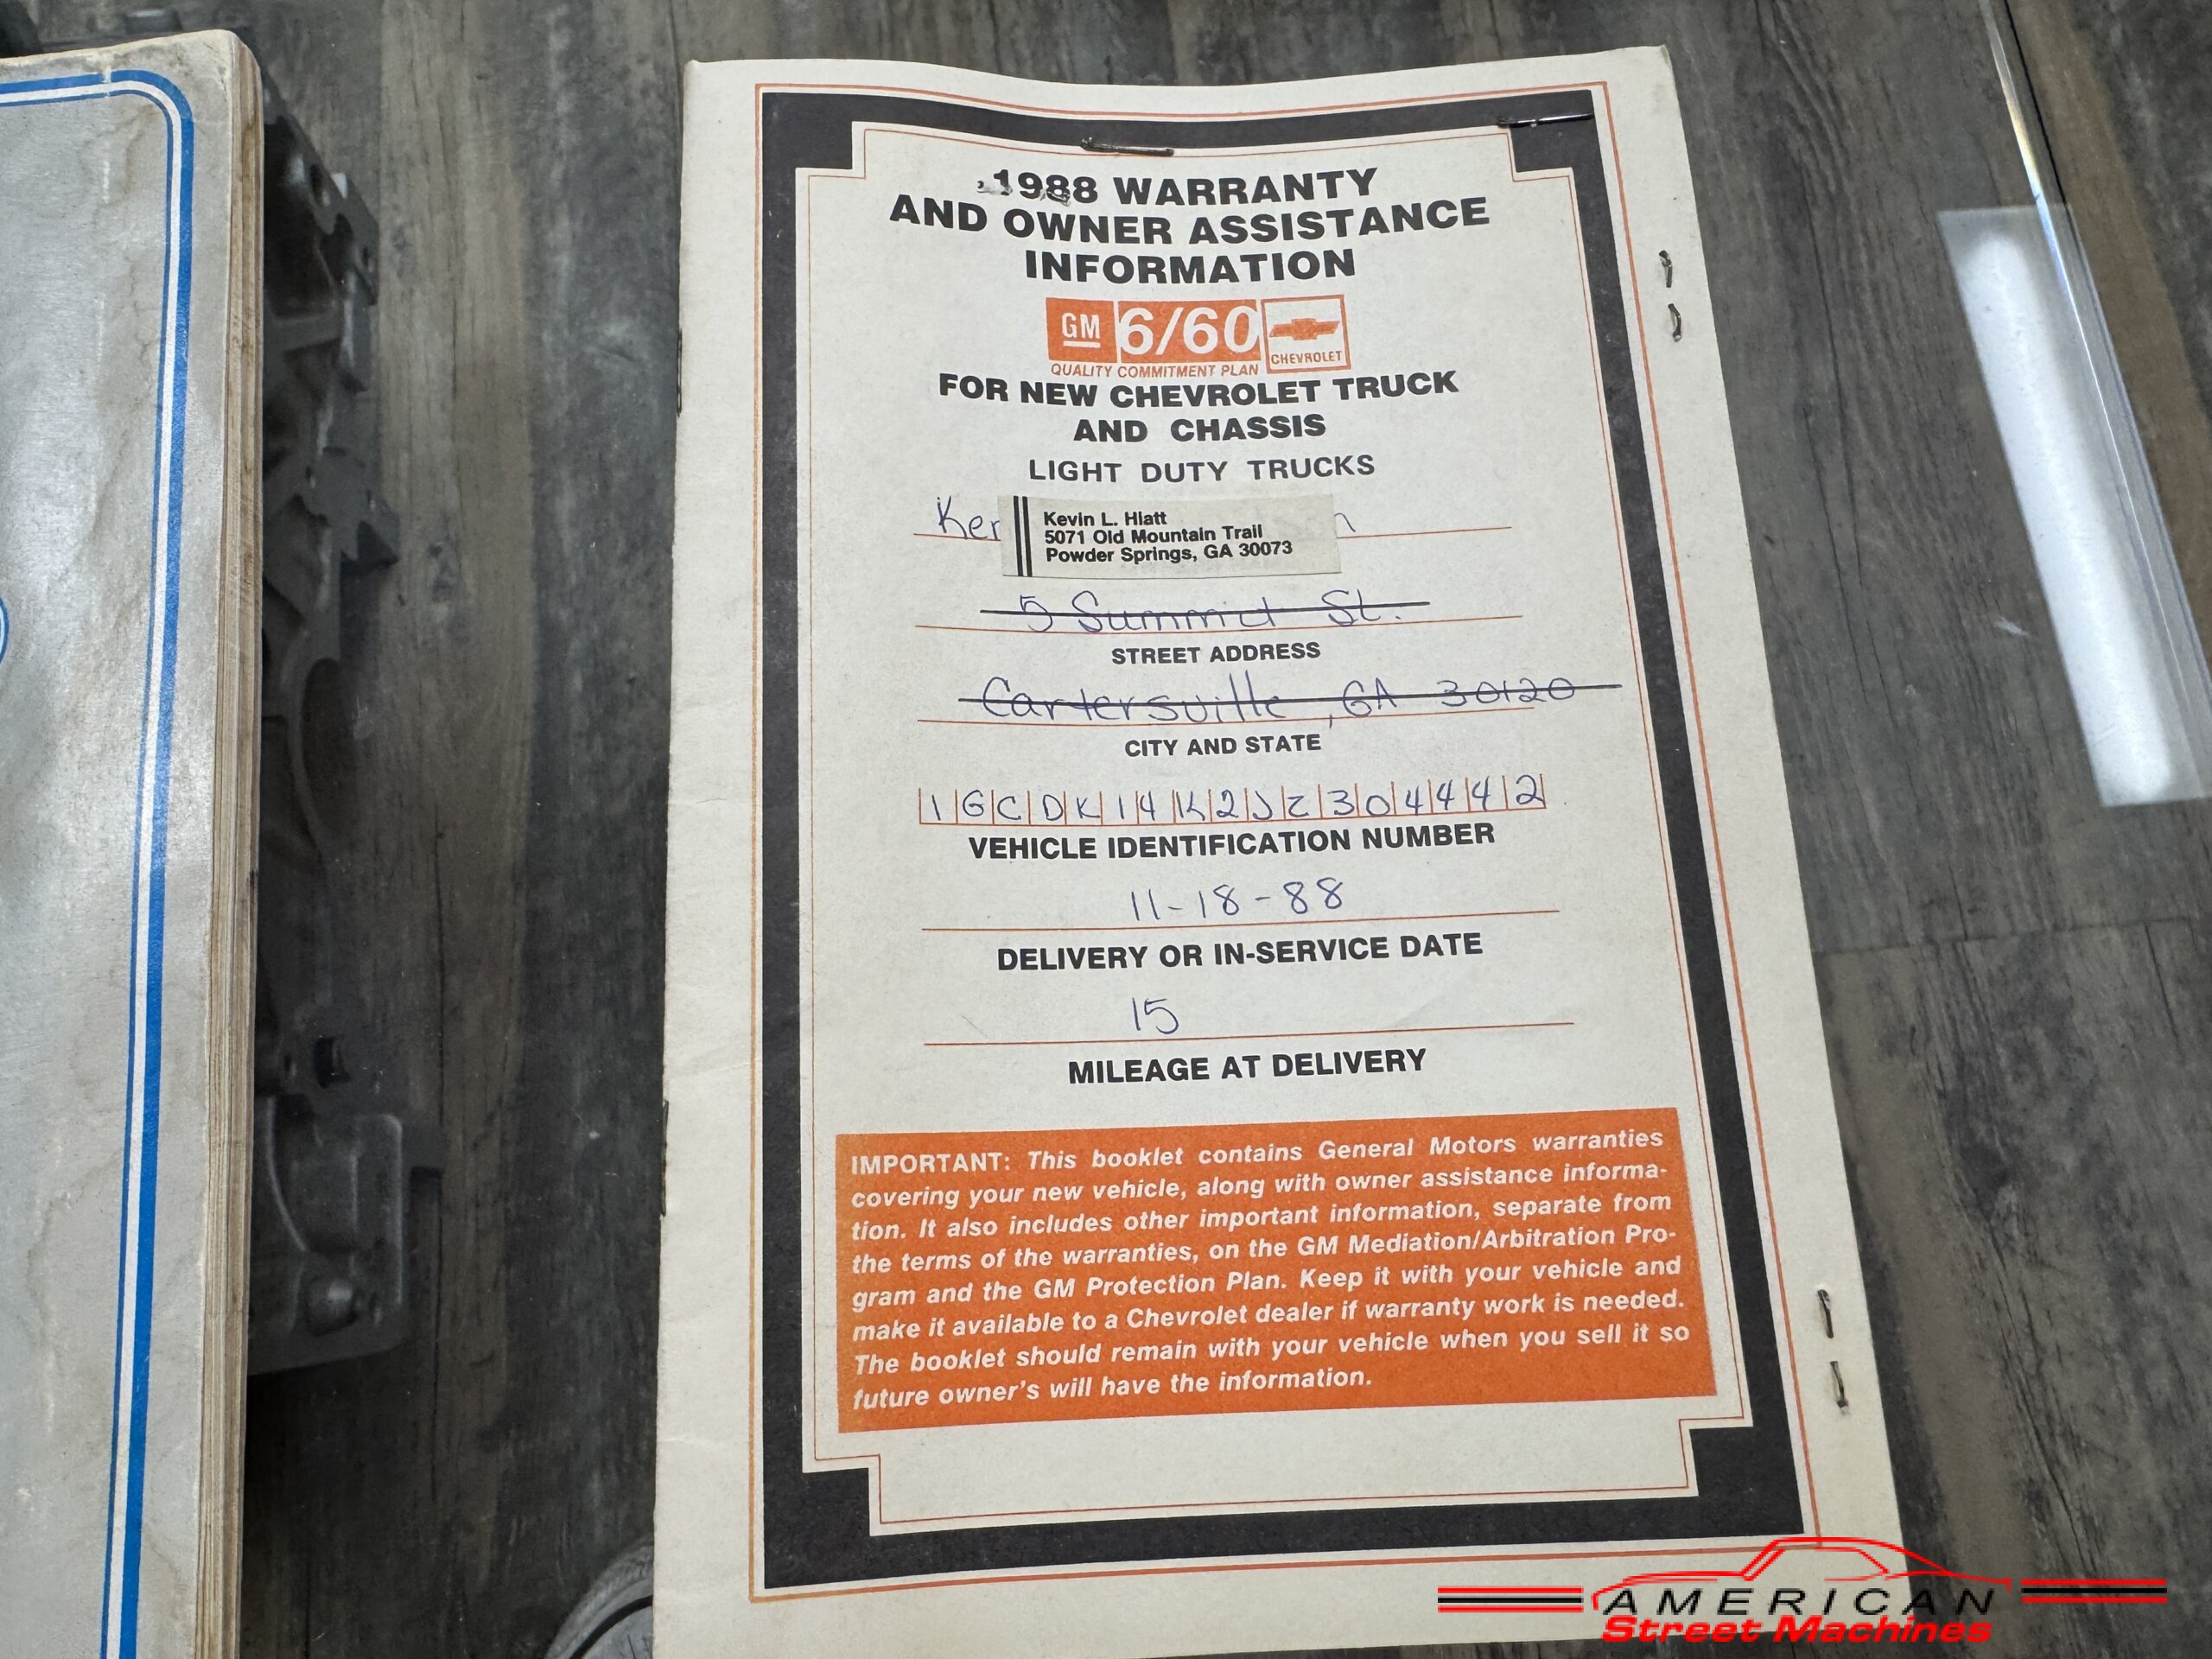 1988 WARRANTY
AND OWNER ASSISTANCE
INFORMATION
GM 6/60 CHEVROLET
QUALITY COMMITMENT PLAN
FOR NEW CHEVROLET TRUCK
AND CHASSIS
LIGHT DUTY TRUCKS
Kevin L. Hiatt
5071 Old Mountain Trail
Powder Springs, GA 30073
5 Summit St.
STREET ADDRESS
Cartersville, GA 30120
CITY AND STATE
1GCDK14K2JZ304442
VEHICLE IDENTIFICATION NUMBER
11-18-88
DELIVERY OR IN-SERVICE DATE
15
MILEAGE AT DELIVERY
IMPORTANT: This booklet contains General Motors warranties
covering your new vehicle, along with owner assistance informa-
tion. It also includes other important information, separate from
the terms of the warranties, on the GM Mediation/Arbitration Pro-
gram and the GM Protection Plan. Keep it with your vehicle and
make it available to a Chevrolet dealer if warranty work is needed.
The booklet should remain with your vehicle when you sell it so
future owner's will have the information.
AMERICAN
Street Machines